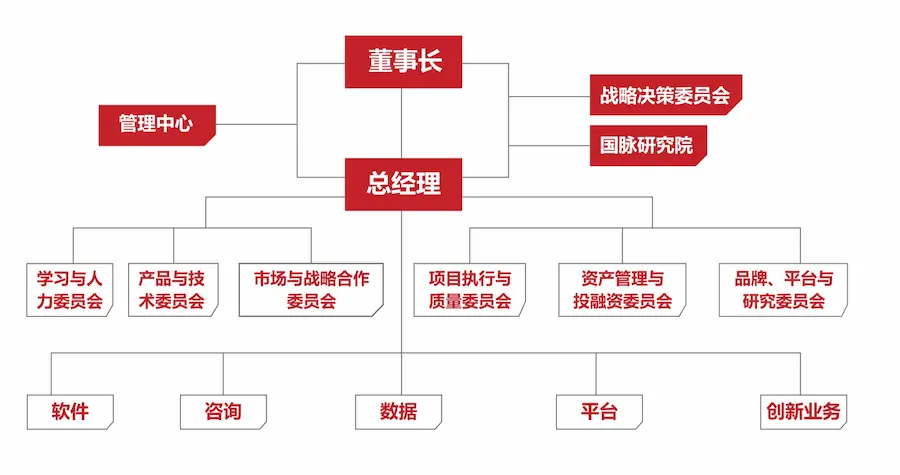 董事长
战略决策委员会
管理中心
国脉研究院
总经理
学习与人
力委员会
产品与技
术委员会
市场与战略合作
委员会
项目执行与
质量委员会
资产管理与
投融资委员会
品牌、平台与
研究委员会
软件
咨询
数据
平台
创新业务